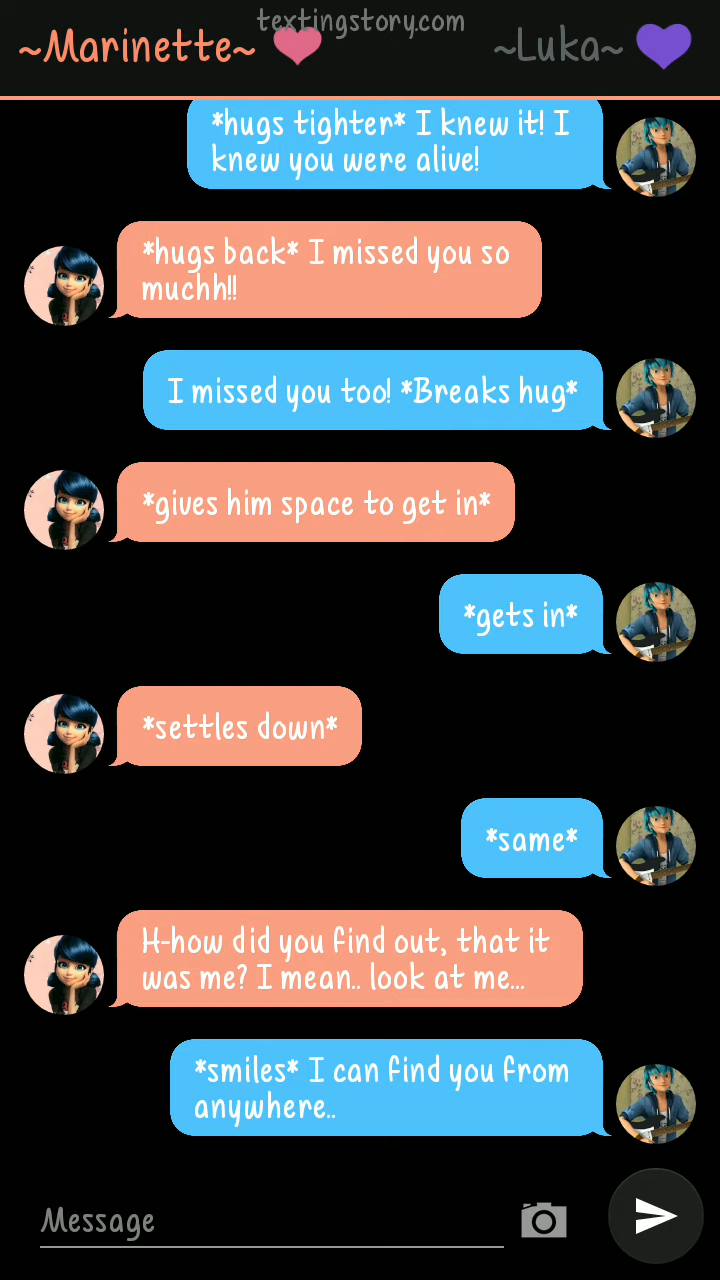 textingstory.com
~Marinette~
~Luka~
*hugs tighter* I knew it! I
knew you were alive!
*hugs back* I missed you so
muchh!!
I missed you too! *Breaks hug*
*gives him space to get in*
*gets in*
*settles down*
*same*
H-how did you find out, that it
was me? I mean.. look at me...
*smiles* I can find you from
anywhere..
Message